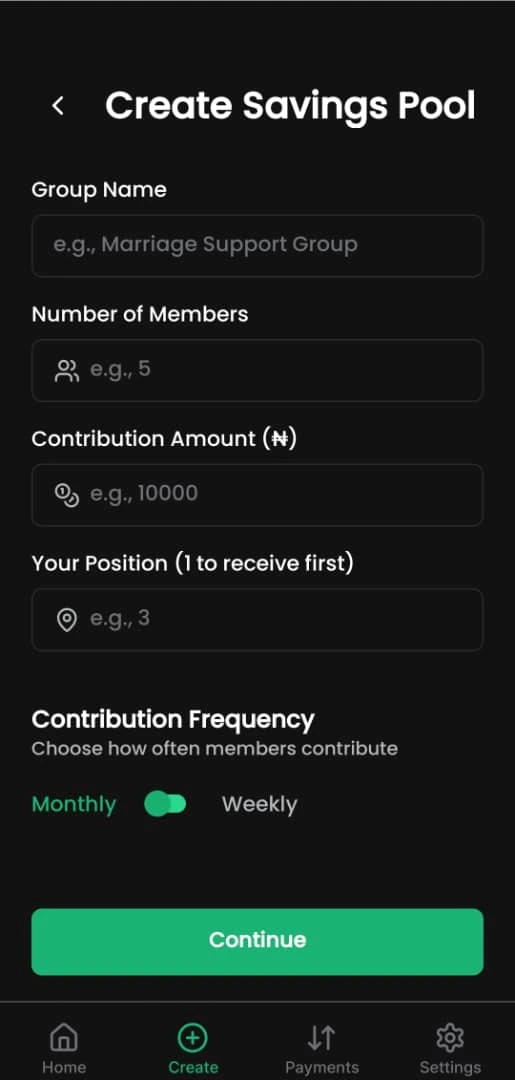 Create Savings Pool
Group Name
e.g., Marriage Support Group
Number of Members
e.g., 5
Contribution Amount (₦)
e.g., 10000
Your Position (1 to receive first)
e.g., 3
Contribution Frequency
Choose how often members contribute
Monthly Weekly
Continue
Home Create Payments Settings